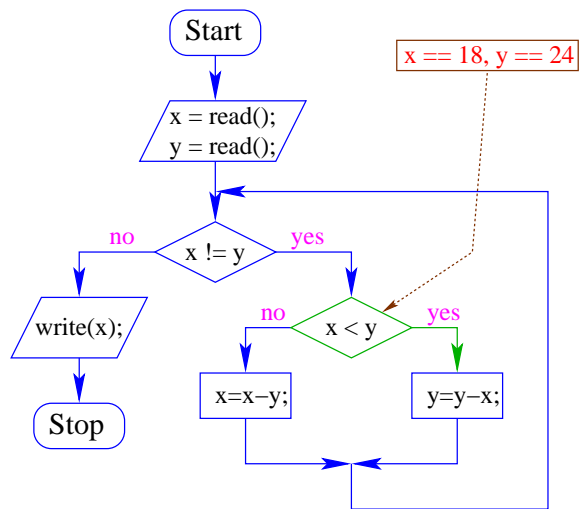 Start
x == 18, y == 24
x = read();
y = read();
no
x != y
yes
write(x);
no
x < y
yes
x=x−y;
y=y−x;
Stop